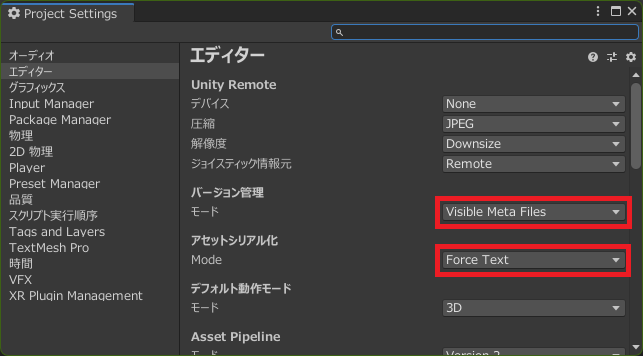 Project Settings
オーディオ
エディター
グラフィックス
Input Manager
Package Manager
物理
2D 物理
Player
Preset Manager
品質
スクリプト実行順序
Tags and Layers
TextMesh Pro
時間
VFX
XR Plugin Management
エディター
Unity Remote
デバイス None
圧縮 JPEG
解像度 Downsize
ジョイスティック情報元 Remote
バージョン管理
モード Visible Meta Files
アセットシリアル化
Mode Force Text
デフォルト動作モード
モード 3D
Asset Pipeline
モード Version 2